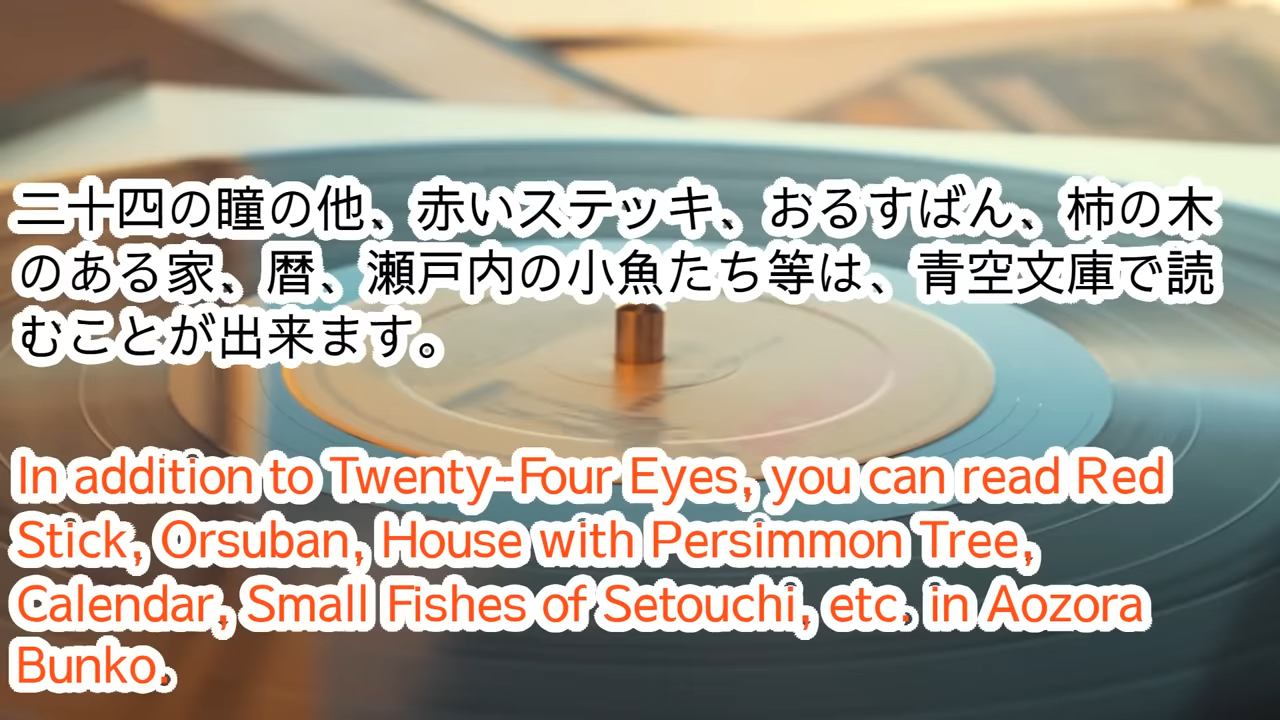 二十四の瞳の他、赤いステッキ、おるすばん、柿の木
のある家、暦、瀬戸内の小魚たち等は、青空文庫で読
むことが出来ます。
In addition to Twenty-Four Eyes, you can read Red
Stick, Orsuban, House with Persimmon Tree,
Calendar, Small Fishes of Setouchi, etc. in Aozora
Bunko.